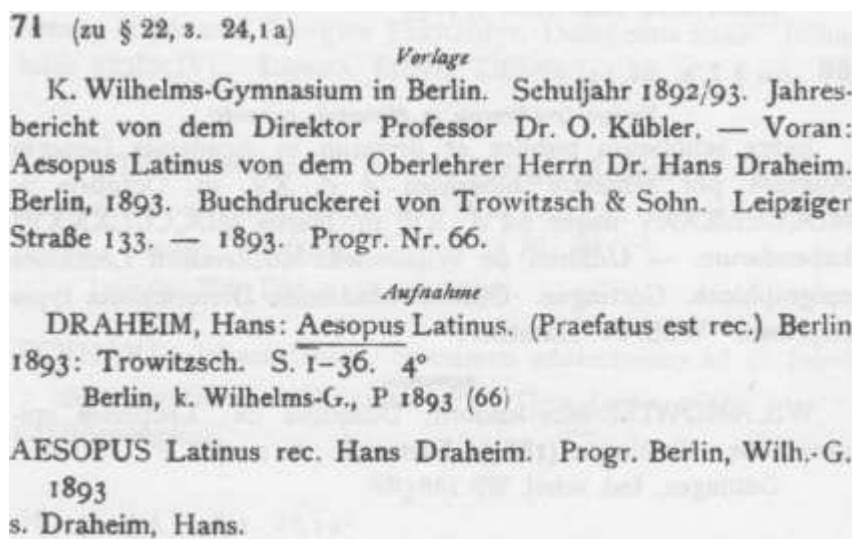 71 (zu § 22, 3. 24,1a)
Vorlage
K. Wilhelms-Gymnasium in Berlin. Schuljahr 1892/93. Jahres-
bericht von dem Direktor Professor Dr. O. Kübler. — Voran:
Aesopus Latinus von dem Oberlehrer Herrn Dr. Hans Draheim.
Berlin, 1893. Buchdruckerei von Trowitzsch & Sohn. Leipziger
Straße 133. — 1893. Progr. Nr. 66.
Aufnahme
DRAHEIM, Hans: Aesopus Latinus. (Praefatus est rec.) Berlin
1893: Trowitzsch. S. 1–36. 4°
Berlin, k. Wilhelms-G., P 1893 (66)
AESOPUS Latinus rec. Hans Draheim. Progr. Berlin, Wilh.-G.
1893
s. Draheim, Hans.